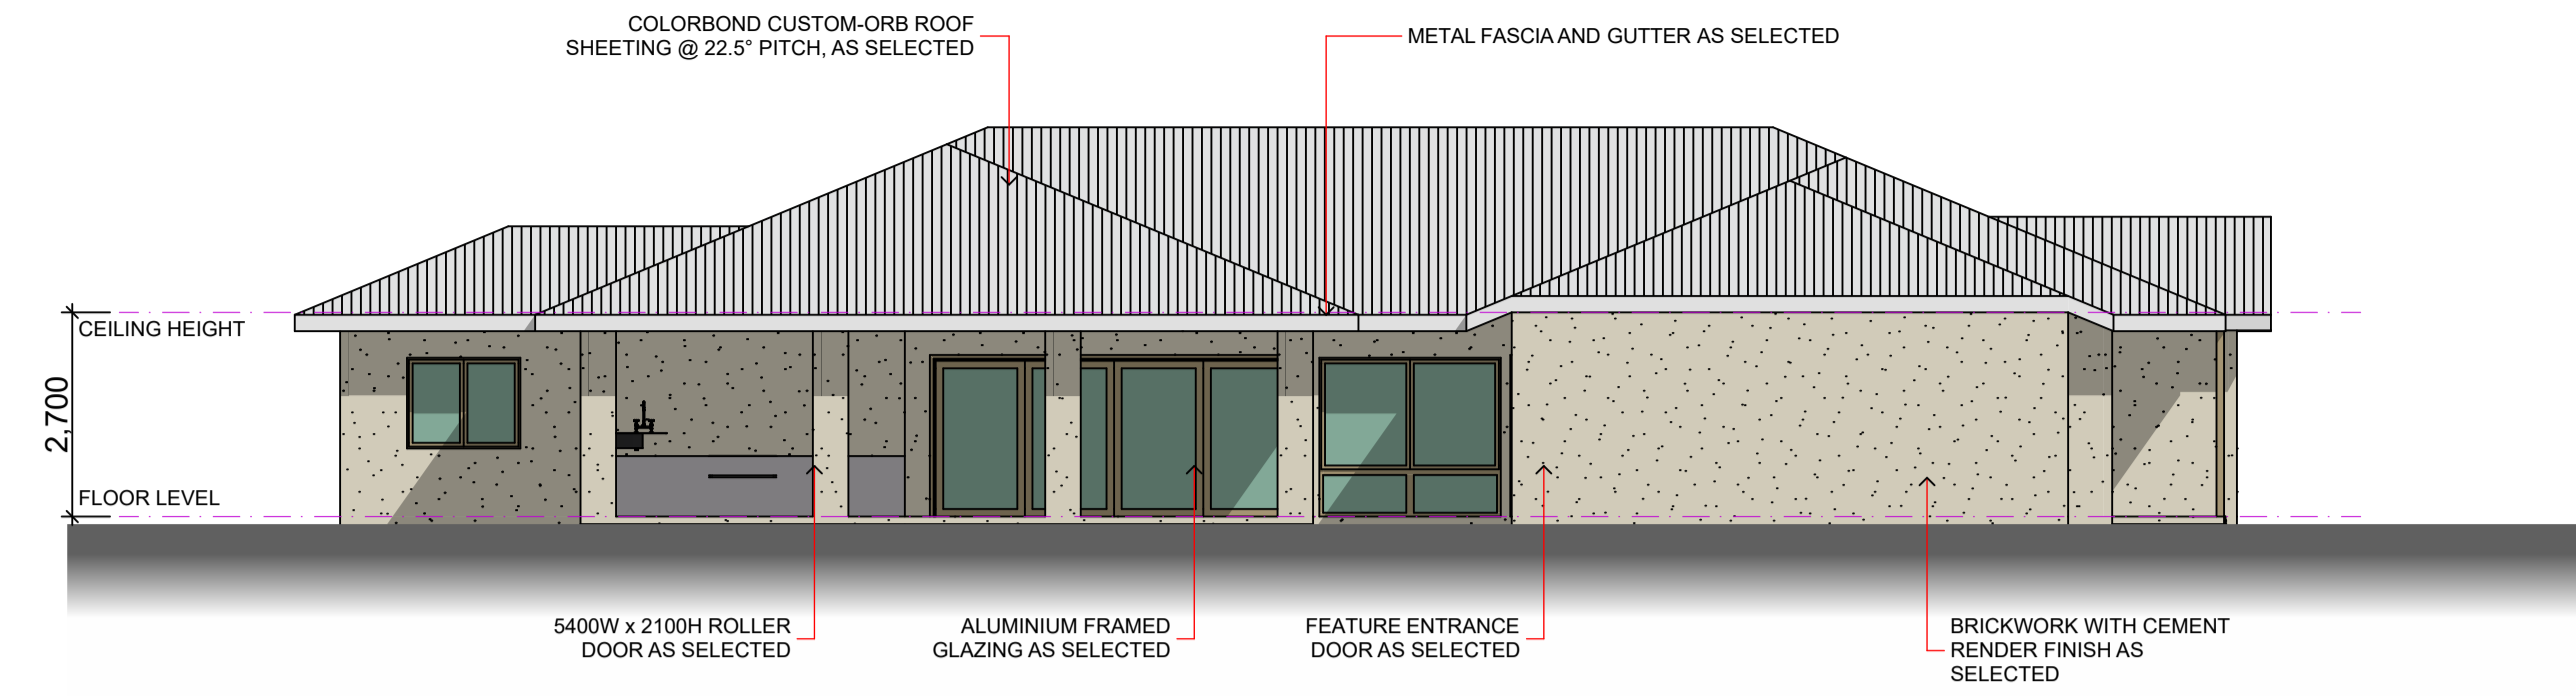 COLORBOND CUSTOM-ORB ROOF
SHEETING @ 22.5° PITCH, AS SELECTED
METAL FASCIA AND GUTTER AS SELECTED
CEILING HEIGHT
2,700
FLOOR LEVEL
5400W x 2100H ROLLER
DOOR AS SELECTED
ALUMINIUM FRAMED
GLAZING AS SELECTED
FEATURE ENTRANCE
DOOR AS SELECTED
BRICKWORK WITH CEMENT
RENDER FINISH AS
SELECTED